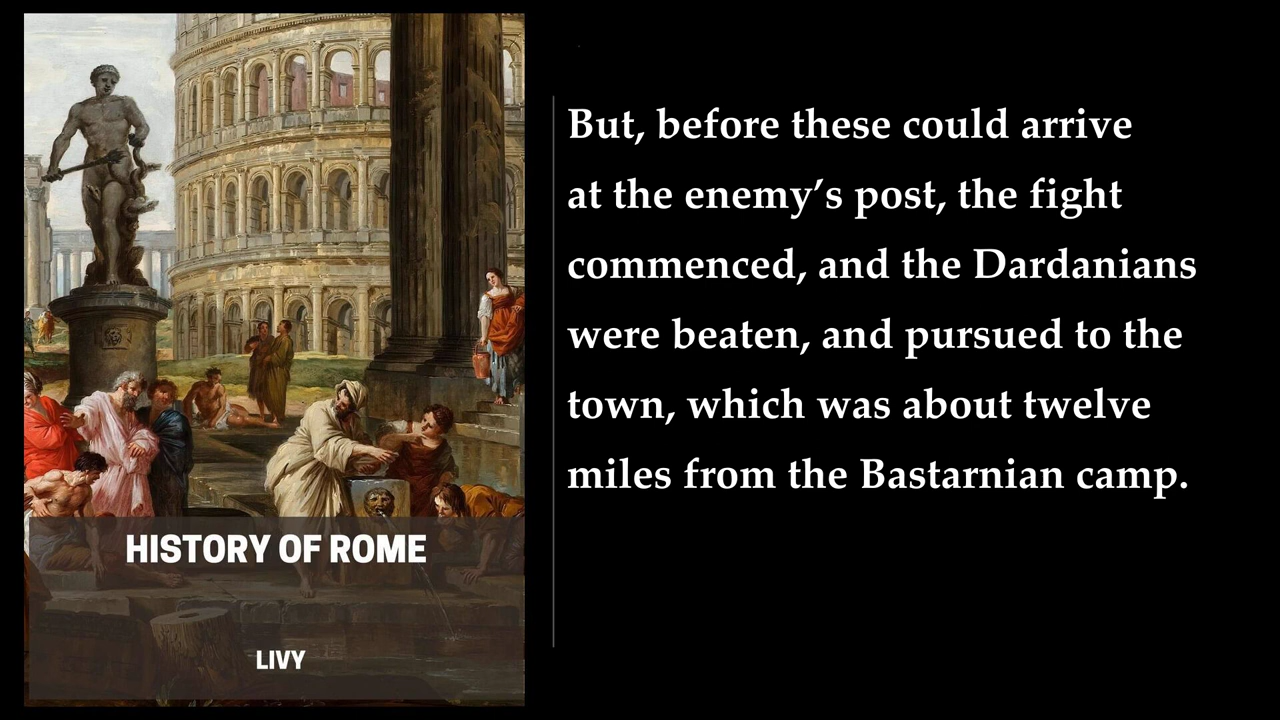 But, before these could arrive
at the enemy’s post, the fight
commenced, and the Dardanians
were beaten, and pursued to the
town, which was about twelve
miles from the Bastarnian camp.
HISTORY OF ROME
LIVY